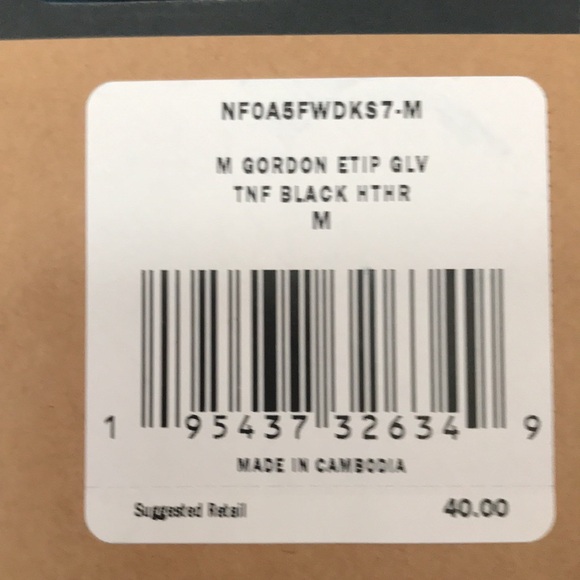 NF0A5FWDKS7-M
M GORDON ETIP GLV
TNF BLACK HTHR
M
1 95437 32634 9
MADE IN CAMBODIA
Suggested Retail 40.00